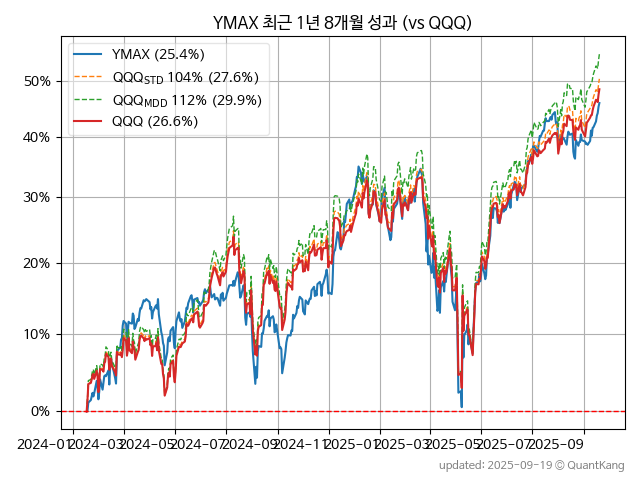 YMAX 최근 1년 8개월 성과 (vs QQQ)
YMAX (25.4%)
QQQSTD 104% (27.6%)
QQQMDD 112% (29.9%)
QQQ (26.6%)
50%
40%
30%
20%
10%
0%
2024-01 2024-03 2024-05 2024-07 2024-09 2024-11 2025-01 2025-03 2025-05 2025-07 2025-09
updated: 2025-09-19 © QuantKang